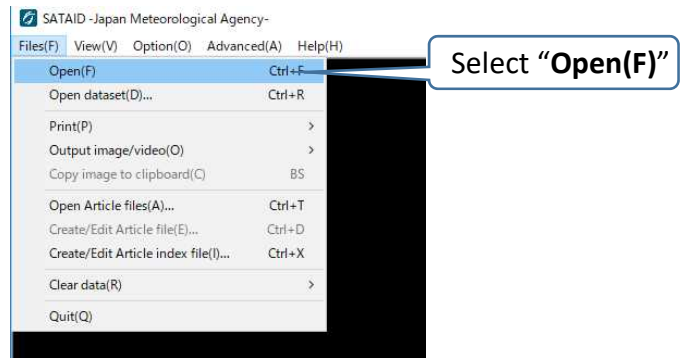 SATAID -Japan Meteorological Agency-
Files(F) View(V) Option(O) Advanced(A) Help(H)
Open(F) Ctrl+F
Select “Open(F)”
Open dataset(D)... Ctrl+R
Print(P) >
Output image/video(O) >
Copy image to clipboard(C) BS
Open Article files(A)... Ctrl+T
Create/Edit Article file(E)... Ctrl+D
Create/Edit Article index file(I)... Ctrl+X
Clear data(R) >
Quit(Q)